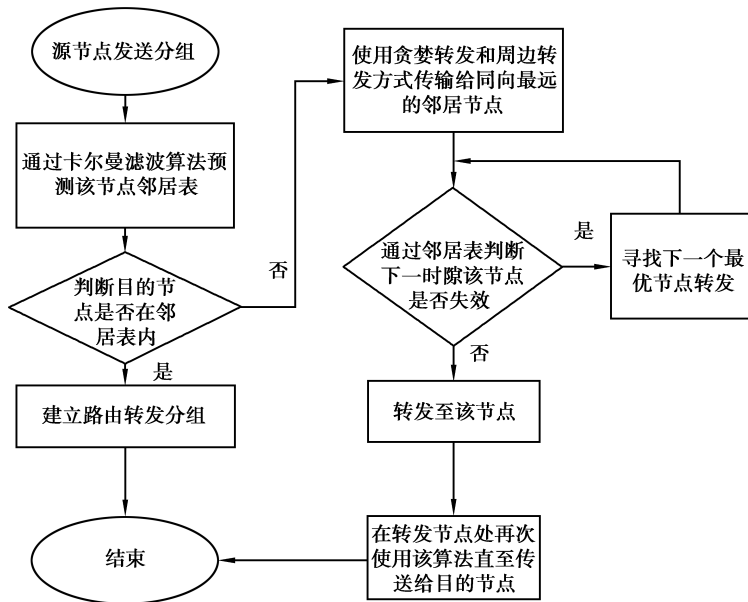 源节点发送分组
通过卡尔曼滤波算法预
测该节点邻居表
判断目的节
点是否在邻
居表内
是
否
建立路由转发分组
结束
使用贪婪转发和周边转
发方式传输给同向最远
的邻居节点
通过邻居表判断
下一时隙该节点
是否失效
是
寻找下一个最
优节点转发
否
转发至该节点
在转发节点处再次
使用该算法直至传
送给目的节点